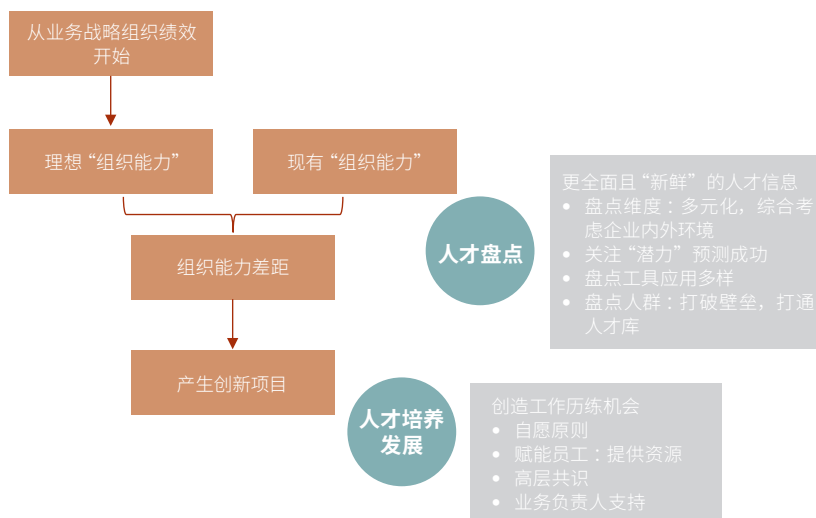 从业务战略组织绩效
开始
理想“组织能力”
现有“组织能力”
组织能力差距
产生创新项目
人才盘点
更全面且“新鲜”的人才信息
• 盘点维度：多元化，综合考
虑企业内外环境
• 关注“潜力”预测成功
• 盘点工具应用多样
• 盘点人群：打破壁垒，打通
人才库
人才培养
发展
创造工作历练机会
• 自愿原则
• 赋能员工：提供资源
• 高层共识
• 业务负责人支持